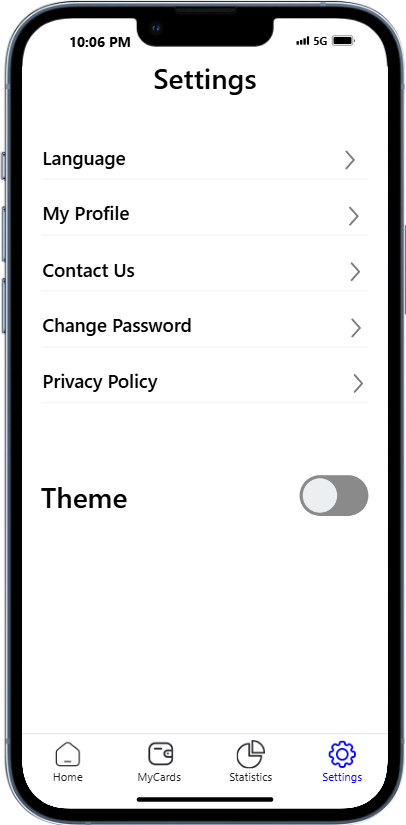 10:06 PM 5G
Settings
Language
My Profile
Contact Us
Change Password
Privacy Policy
Theme
Home MyCards Statistics Settings